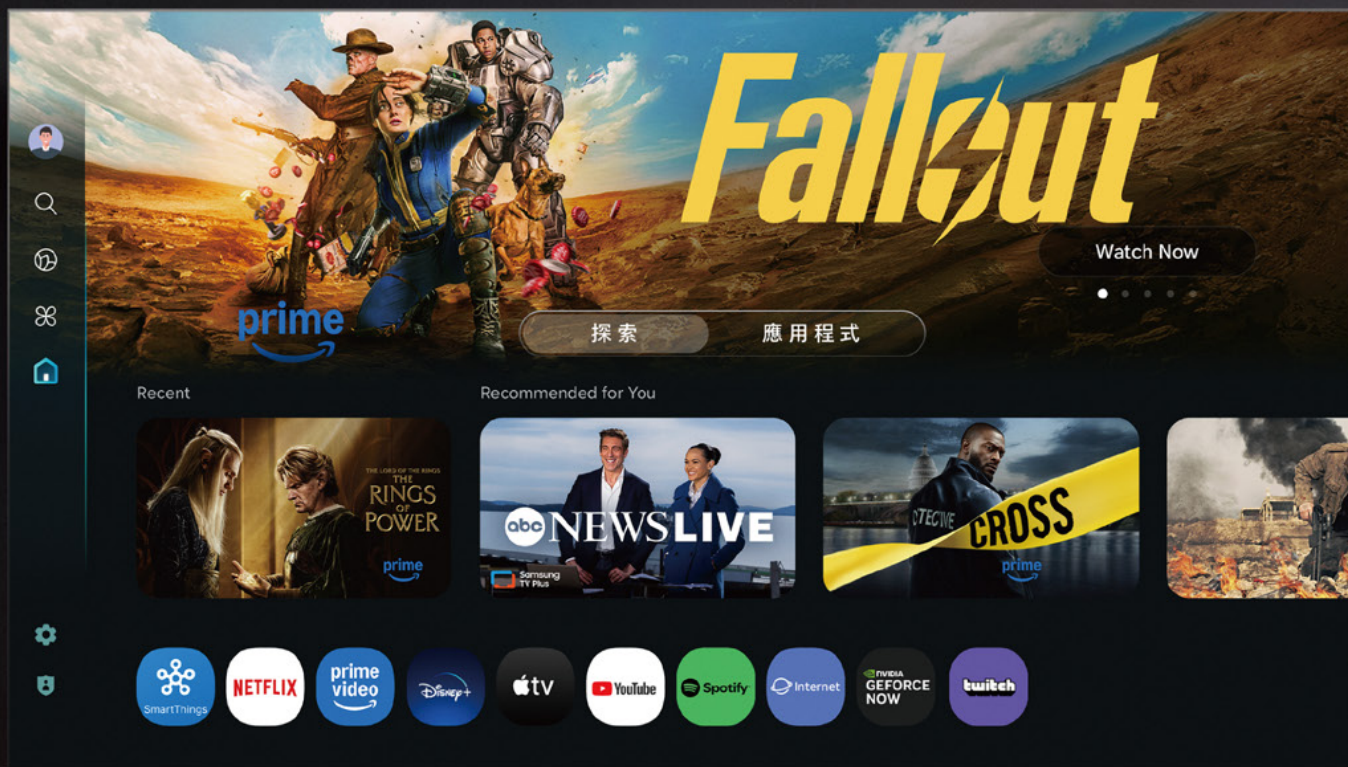 Fallout
Watch Now
prime
探索
應用程式
Recent
Recommended for You
THE LORD OF THE RINGS
THE
RINGS
OF
POWER
prime
abc NEWS LIVE
Samsung
TV Plus
DETECTIVE
CROSS
prime
SmartThings
NETFLIX
prime
video
Disney+
tv
YouTube
Spotify
Internet
NVIDIA
GEFORCE
NOW
twitch